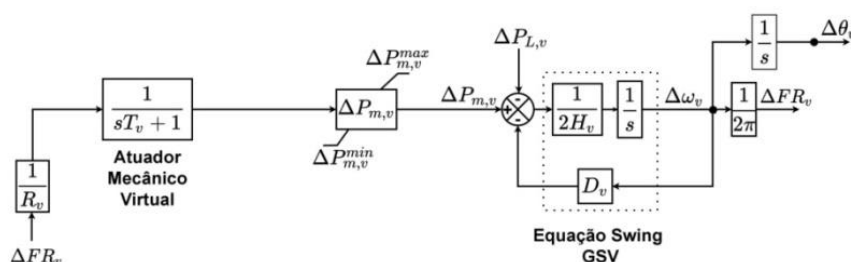 1/s
Δθ_v
ΔP_{L,v}
ΔP_{m,v}^{max}
1/(sT_v + 1)
ΔP_{m,v}
ΔP_{m,v}
1/(2H_v)
1/s
Δω_v
1/(2π)
ΔFR_v
ΔP_{m,v}^{min}
Atuador
Mecânico
Virtual
1/R_v
D_v
Equação Swing
GSV
ΔFR_v